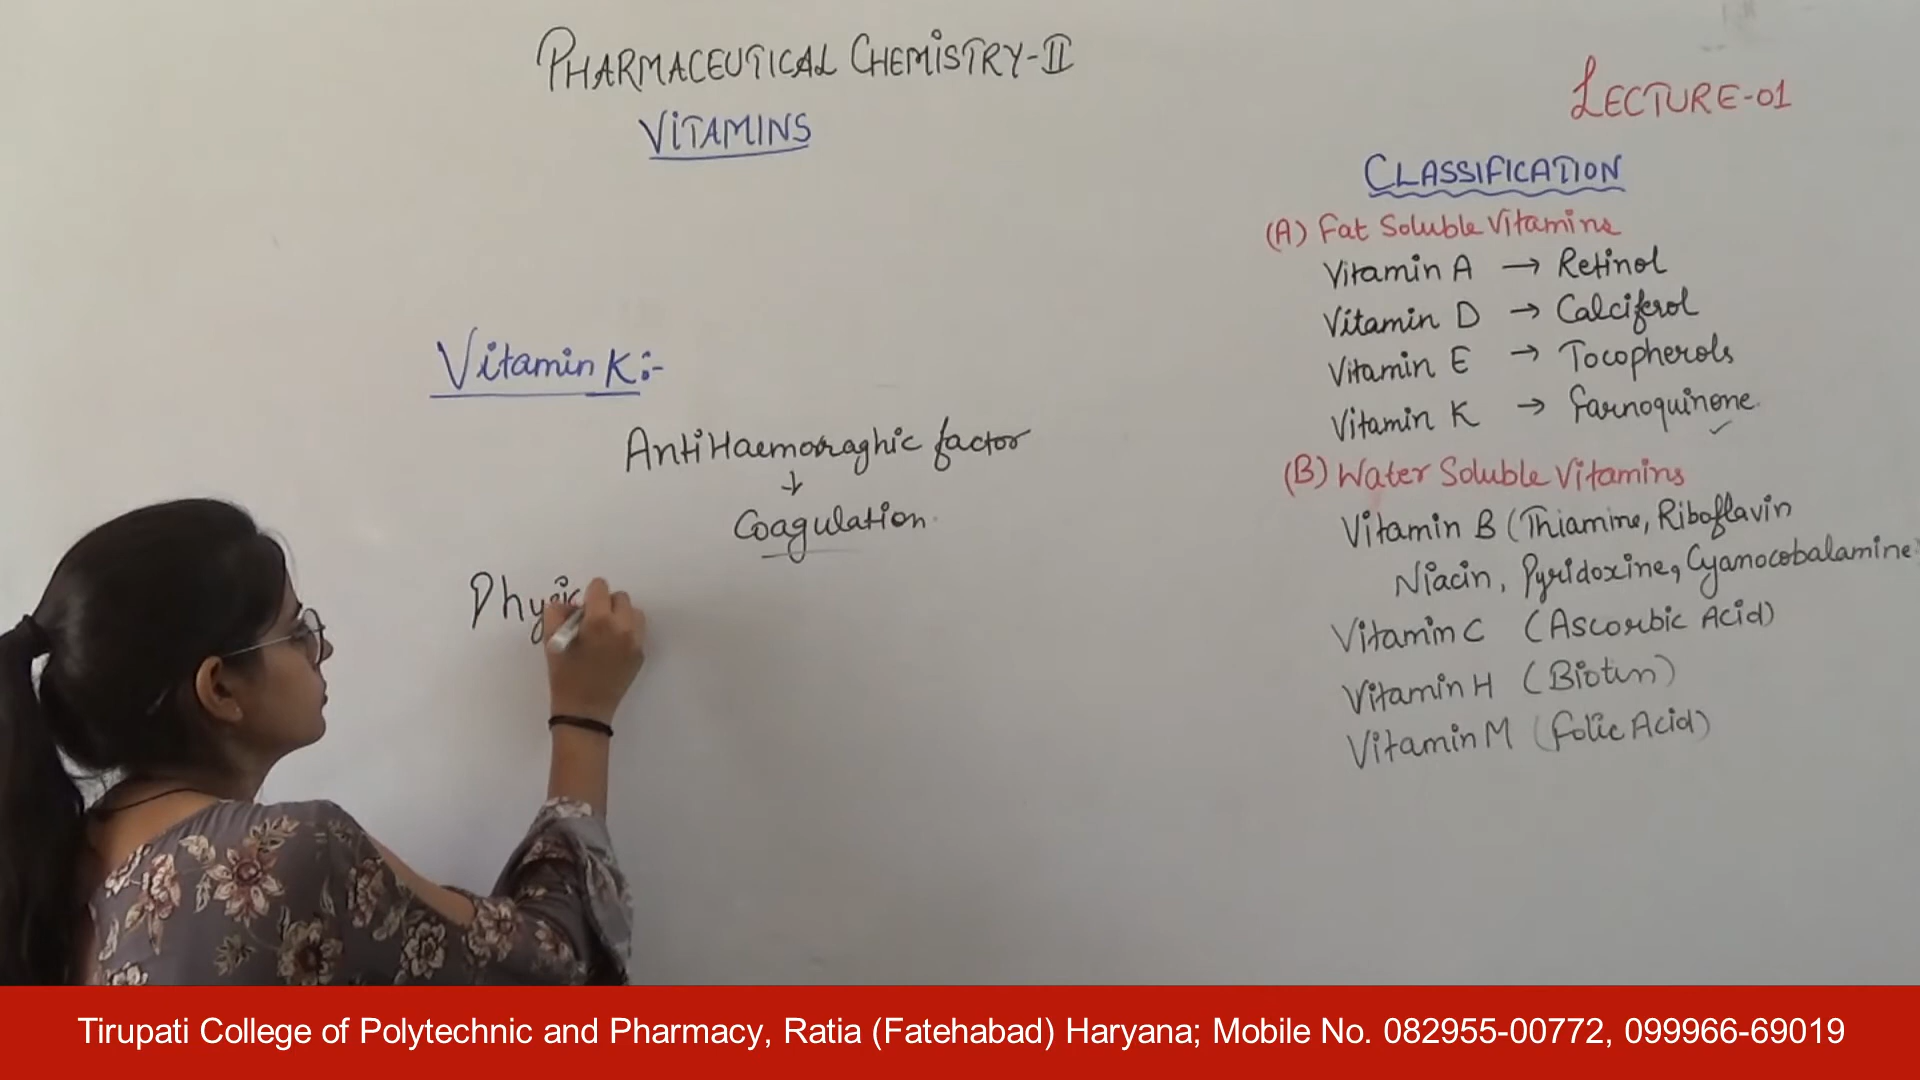 PHARMACEUTICAL CHEMISTRY-II
VITAMINS
LECTURE-01
Vitamin K:-
AntiHaemorraghic factor
↓
Coagulation
Physic
CLASSIFICATION
(A) Fat Soluble Vitamins
Vitamin A → Retinol
Vitamin D → Calciferol
Vitamin E → Tocopherols
Vitamin K → Farnoquinone
(B) Water Soluble Vitamins
Vitamin B (Thiamine, Riboflavin
Niacin, Pyridoxine, Cyanocobalamine)
Vitamin C (Ascorbic Acid)
Vitamin H (Biotin)
Vitamin M (Folic Acid)
Tirupati College of Polytechnic and Pharmacy, Ratia (Fatehabad) Haryana; Mobile No. 082955-00772, 099966-69019